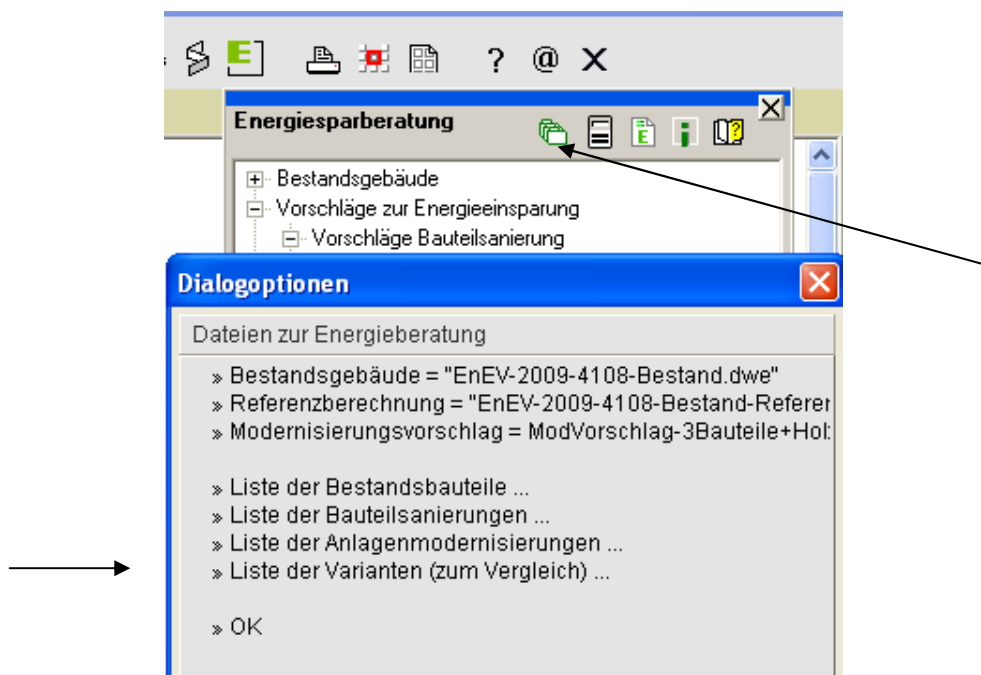 E
? @ X
Energiesparberatung
E i ?
Bestandsgebäude
Vorschläge zur Energieeinsparung
Vorschläge Bauteilsanierung
Dialogoptionen
Dateien zur Energieberatung
» Bestandsgebäude = "EnEV-2009-4108-Bestand.dwe"
» Referenzberechnung = "EnEV-2009-4108-Bestand-Referer
» Modernisierungsvorschlag = ModVorschlag-3Bauteile+Hol
» Liste der Bestandsbauteile ...
» Liste der Bauteilsanierungen ...
» Liste der Anlagenmodernisierungen ...
» Liste der Varianten (zum Vergleich) ...
» OK